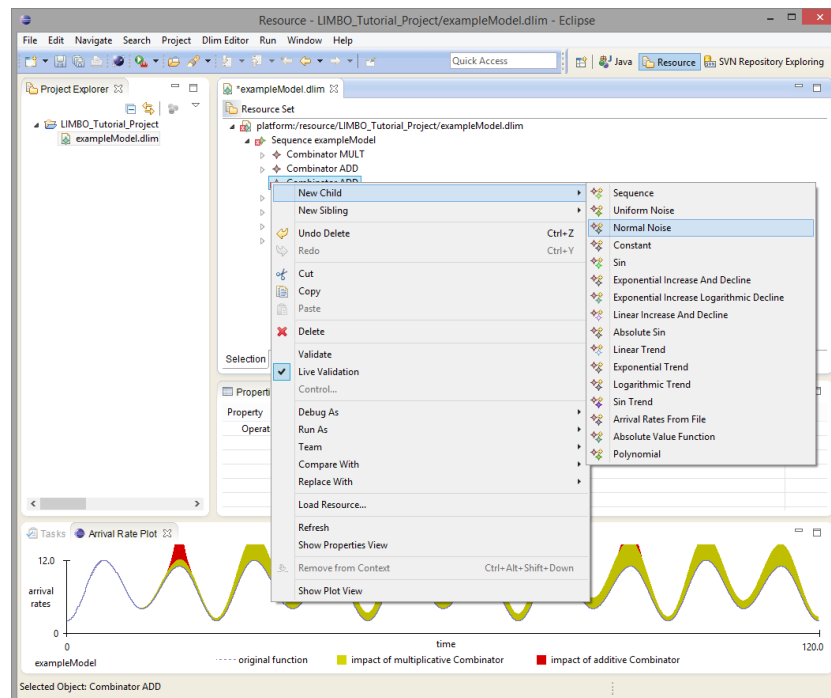 Resource - LIMBO_Tutorial_Project/exampleModel.dlim - Eclipse
File Edit Navigate Search Project Dlim Editor Run Window Help
Quick Access
Java
Resource
SVN Repository Exploring
Project Explorer
LIMBO_Tutorial_Project
exampleModel.dlim
*exampleModel.dlim
Resource Set
platform:/resource/LIMBO_Tutorial_Project/exampleModel.dlim
Sequence exampleModel
Combinator MULT
Combinator ADD
Combinator ADD
Selection
New Child
New Sibling
Undo Delete Ctrl+Z
Redo Ctrl+Y
Cut
Copy
Paste
Delete
Validate
Live Validation
Control...
Debug As
Run As
Team
Compare With
Replace With
Load Resource...
Refresh
Show Properties View
Remove from Context Ctrl+Alt+Shift+Down
Show Plot View
Sequence
Uniform Noise
Normal Noise
Constant
Sin
Exponential Increase And Decline
Exponential Increase Logarithmic Decline
Linear Increase And Decline
Absolute Sin
Linear Trend
Exponential Trend
Logarithmic Trend
Sin Trend
Arrival Rates From File
Absolute Value Function
Polynomial
Properti
Property
Operat
Tasks
Arrival Rate Plot
12.0
arrival
rates
0
0
time
120.0
exampleModel
original function
impact of multiplicative Combinator
impact of additive Combinator
Selected Object: Combinator ADD